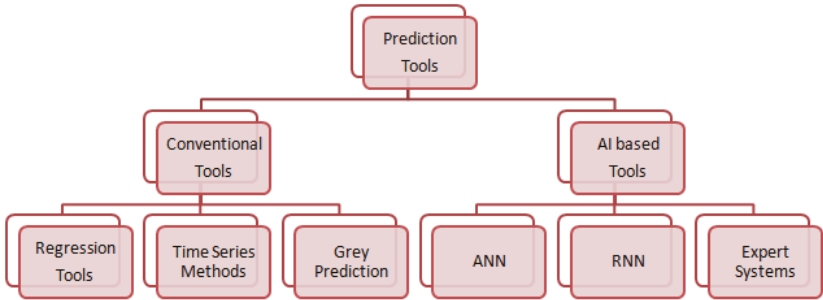 Prediction
Tools
Conventional
Tools
AI based
Tools
Regression
Tools
Time Series
Methods
Grey
Prediction
ANN
RNN
Expert
Systems